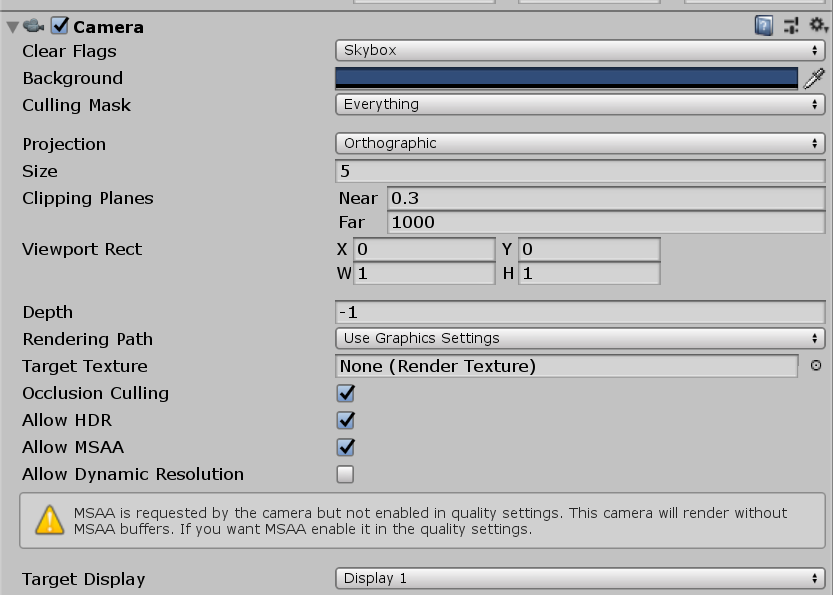 Camera
Clear Flags Skybox
Background
Culling Mask Everything
Projection Orthographic
Size 5
Clipping Planes Near 0.3
Far 1000
Viewport Rect X 0 Y 0
W 1 H 1
Depth -1
Rendering Path Use Graphics Settings
Target Texture None (Render Texture)
Occlusion Culling
Allow HDR
Allow MSAA
Allow Dynamic Resolution
MSAA is requested by the camera but not enabled in quality settings. This camera will render without
MSAA buffers. If you want MSAA enable it in the quality settings.
Target Display Display 1